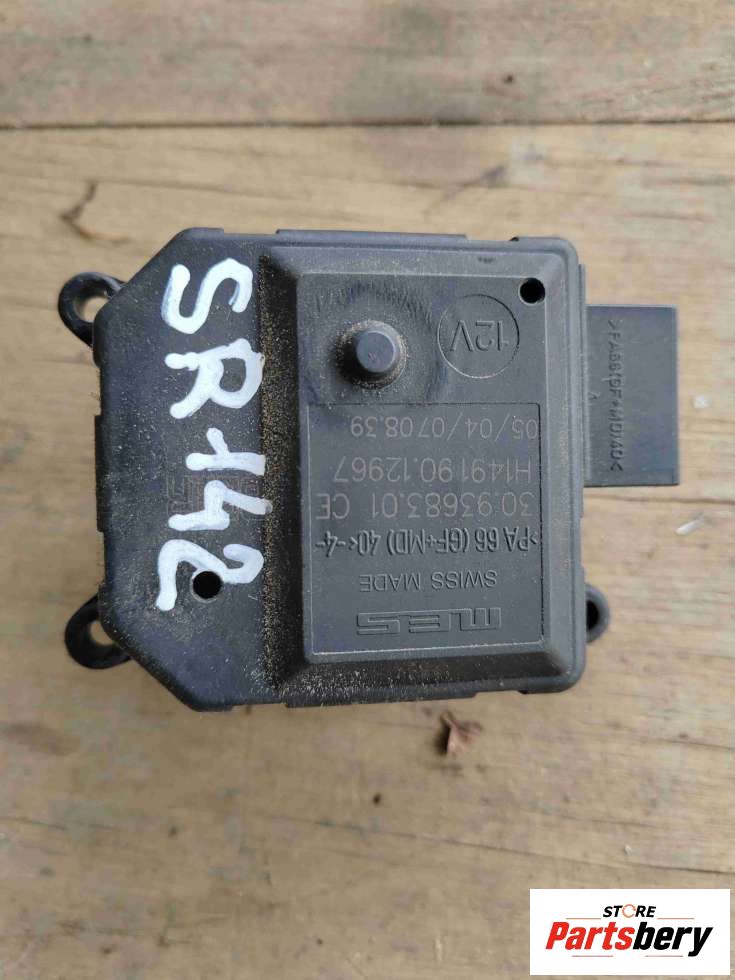 SR142
MES
SWISS MADE
>PA 66 (GF+MD) 40<-4-
30.93683.01 CE
H149190.12967
05/04/07 08.39
12V
>PA66(GF+MD)40<
STORE
Partsbery